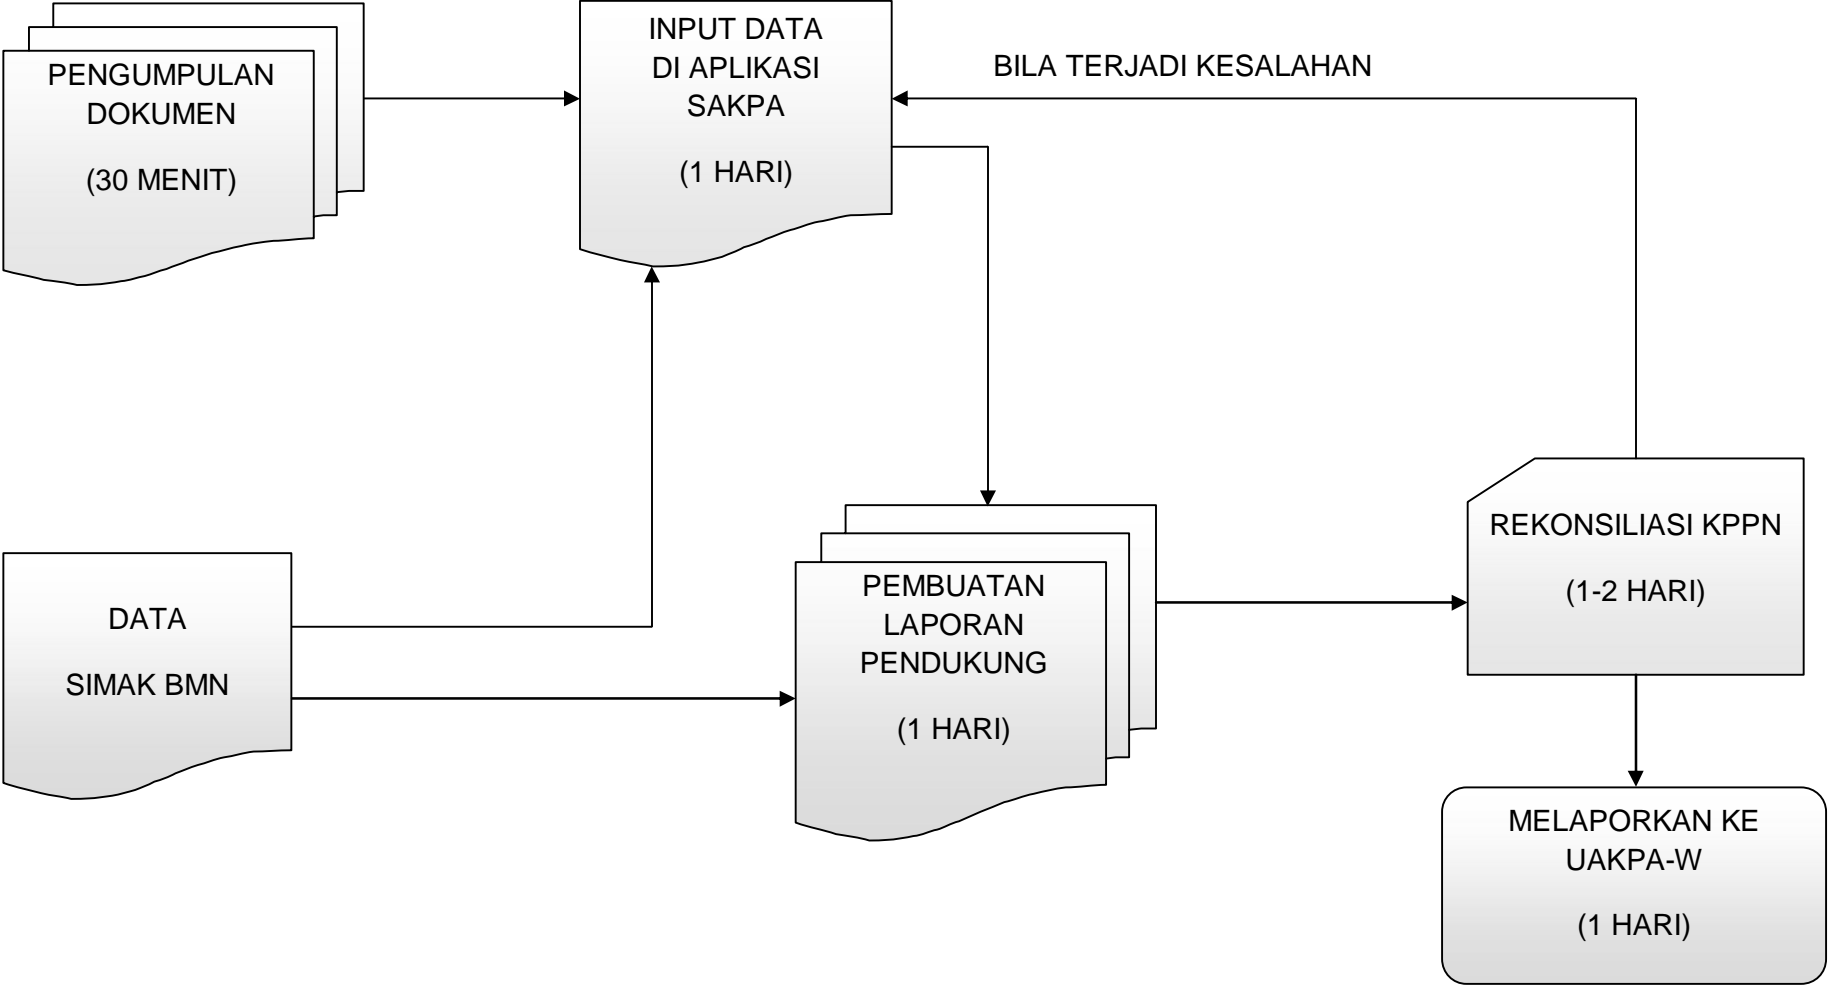 PENGUMPULAN
DOKUMEN
(30 MENIT)
INPUT DATA
DI APLIKASI
SAKPA
(1 HARI)
BILA TERJADI KESALAHAN
DATA
SIMAK BMN
PEMBUATAN
LAPORAN
PENDUKUNG
(1 HARI)
REKONSILIASI KPPN
(1-2 HARI)
MELAPORKAN KE
UAKPA-W
(1 HARI)